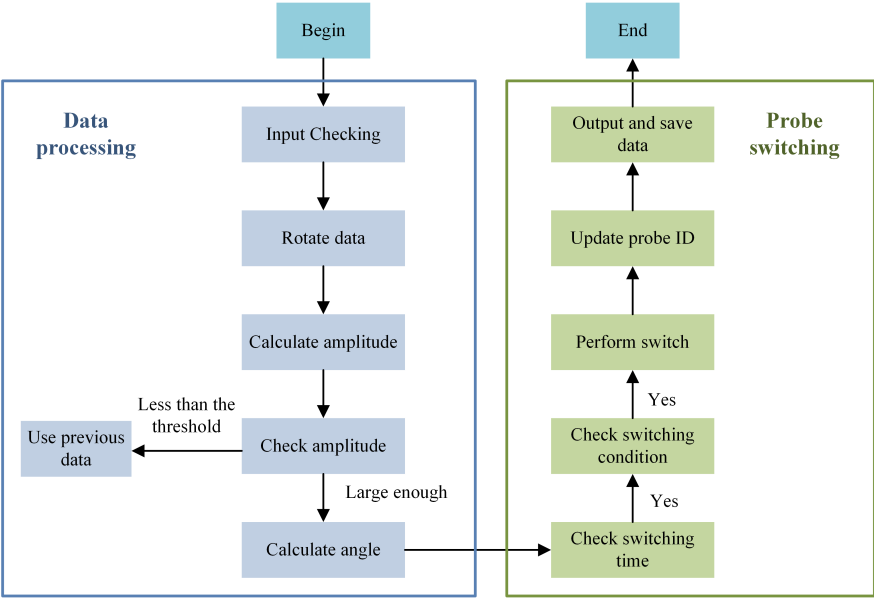 Begin
Data
processing
Input Checking
Rotate data
Calculate amplitude
Less than the
threshold
Use previous
data
Check amplitude
Large enough
Calculate angle
End
Probe
switching
Output and save
data
Update probe ID
Perform switch
Yes
Check switching
condition
Yes
Check switching
time